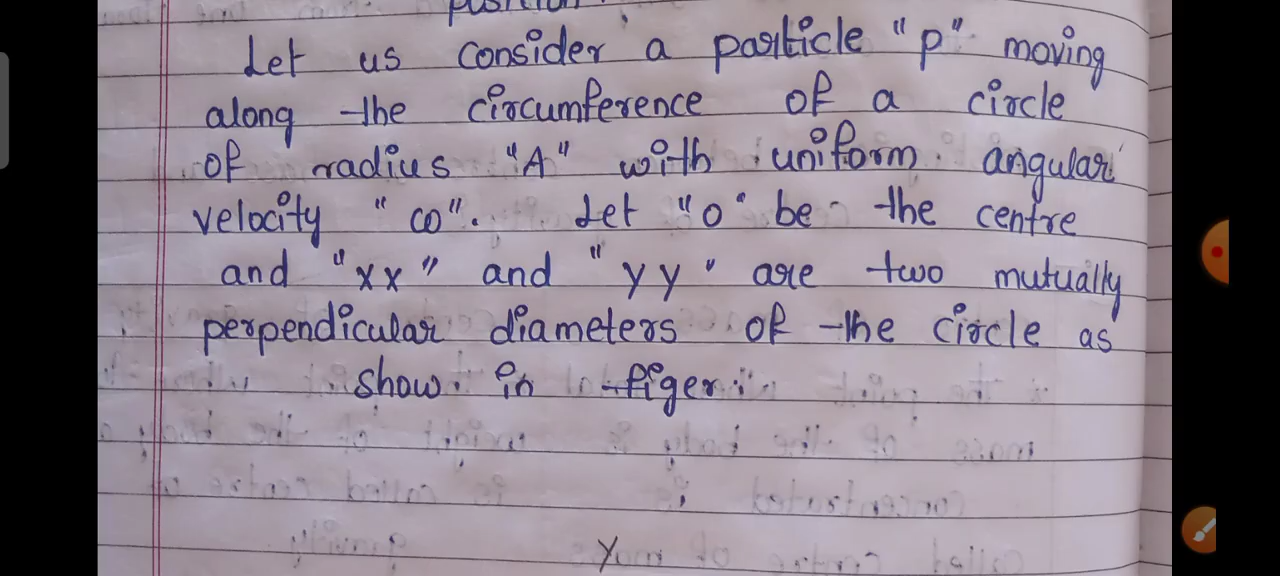 position
Let us consider a particle "p" moving
along the circumference of a circle
of radius "A" with uniform angular
velocity "ω". Let "o" be the centre
and "xx" and "yy" are two mutually
perpendicular diameters of the circle as
show in figer:
Y